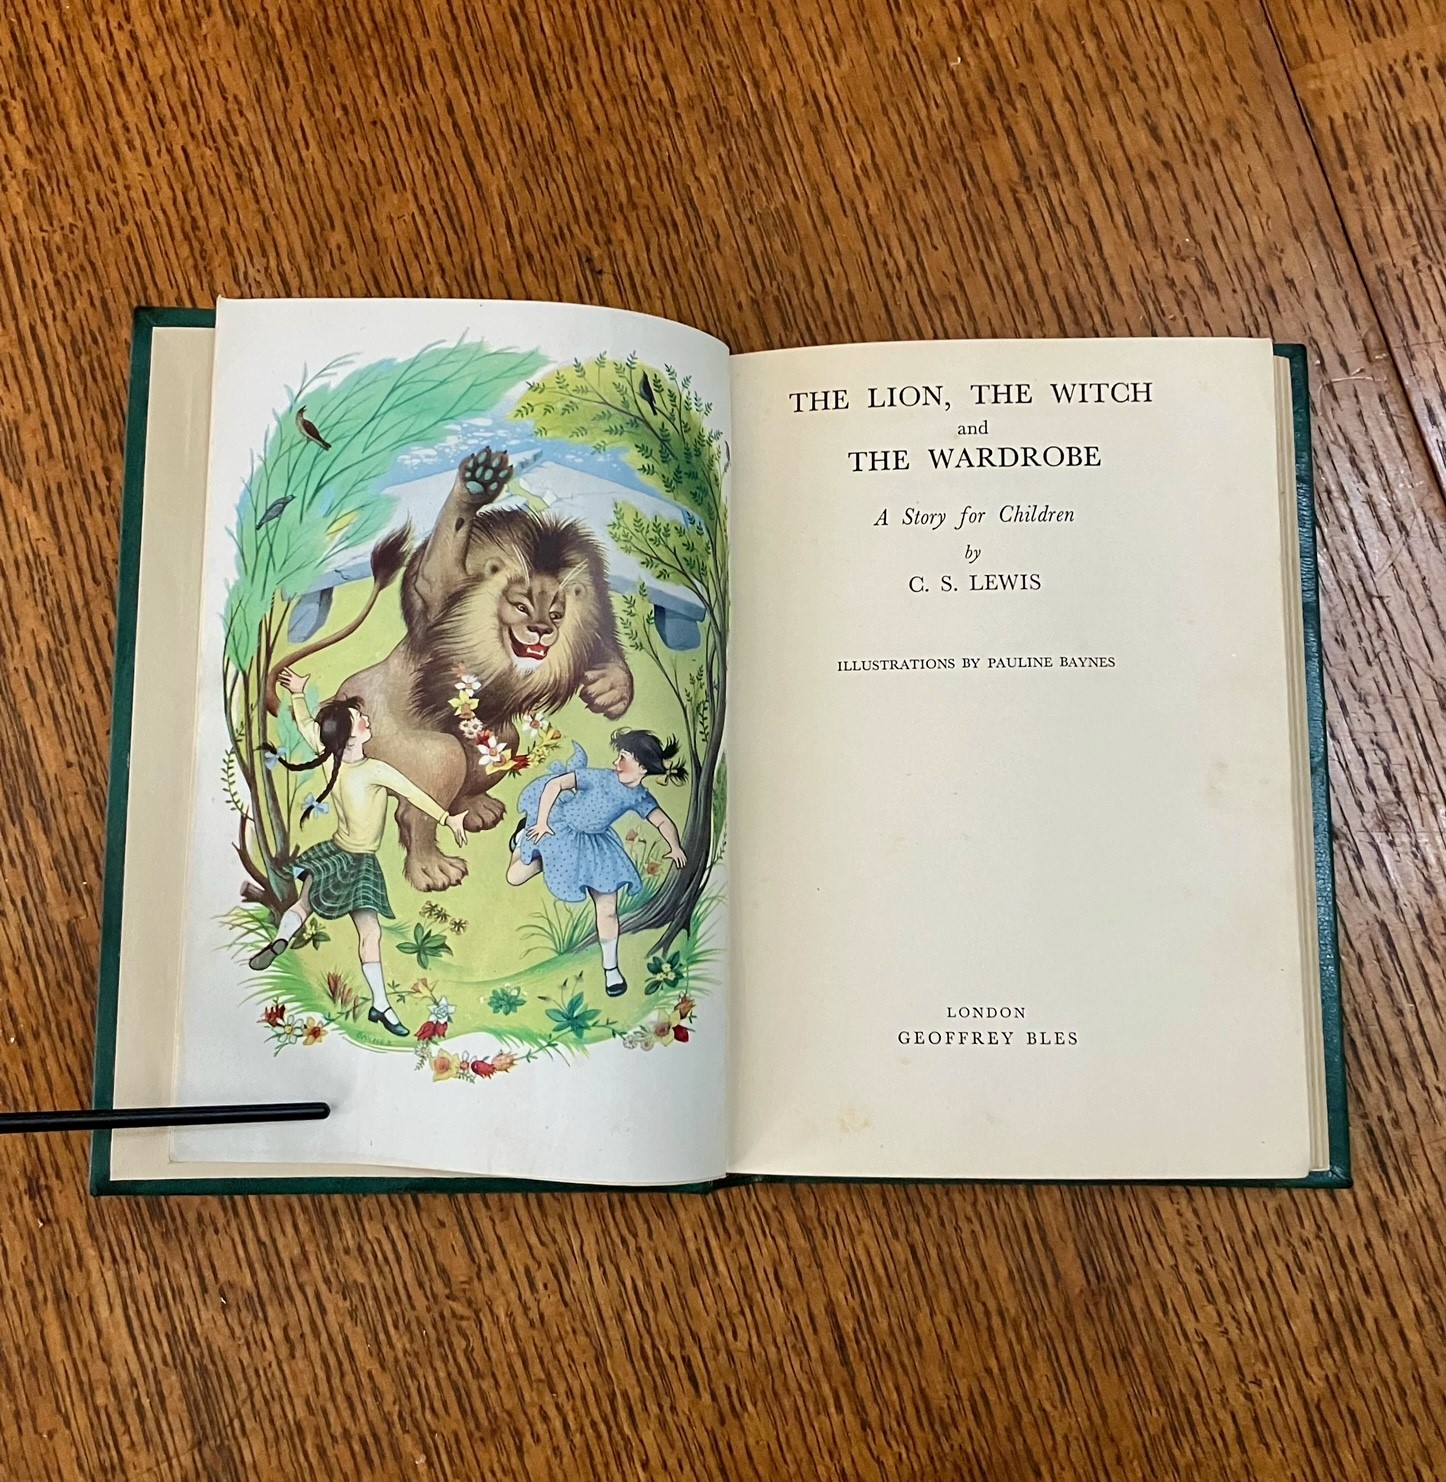 THE LION, THE WITCH
and
THE WARDROBE
A Story for Children
by
C. S. LEWIS
ILLUSTRATIONS BY PAULINE BAYNES
LONDON
GEOFFREY BLES